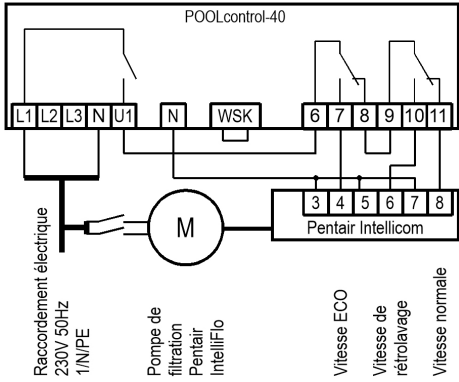 POOLcontrol-40
L1 L2 L3 N U1 N WSK 6 7 8 9 10 11
M
3 4 5 6 7 8
Pentair Intellicom
Raccordement électrique
230V 50Hz
1/N/PE
Pompe de
filtration
Pentair
IntelliFlo
Vitesse ECO
Vitesse de
rétrolavage
Vitesse normale